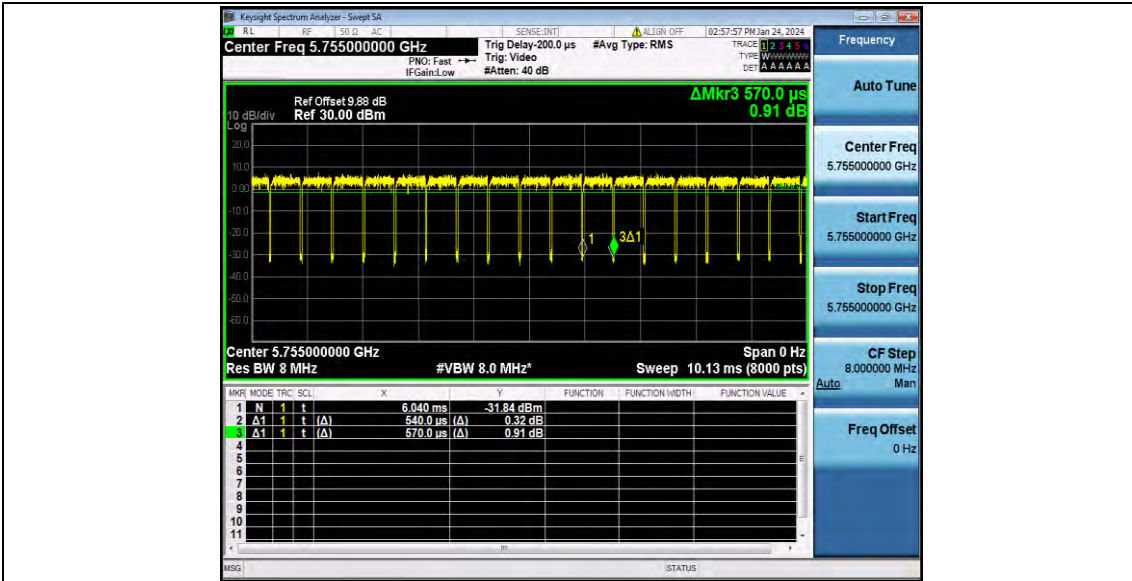 Keysight Spectrum Analyzer - Swept SA
RL RF 50 Ω AC SENSE:INT ALIGN OFF 02:57:57 PM Jan 24, 2024
Center Freq 5.755000000 GHz
PNO: Fast
IFGain:Low
Trig Delay-200.0 µs
Trig: Video
#Atten: 40 dB
#Avg Type: RMS
TRACE 1 2 3 4 5 6
TYPE W
DET A A A A A A
Ref Offset 9.88 dB
10 dB/div Ref 30.00 dBm
Log
ΔMkr3 570.0 µs
0.91 dB
20.0
10.0
0.00
-10.0
-20.0
-30.0
-40.0
-50.0
-60.0
1
3Δ1
Center 5.755000000 GHz Span 0 Hz
Res BW 8 MHz #VBW 8.0 MHz* Sweep 10.13 ms (8000 pts)
MKR MODE TRC SCL X Y FUNCTION FUNCTION WIDTH FUNCTION VALUE
1 N 1 t 6.040 ms -31.84 dBm
2 Δ1 1 t (Δ) 540.0 µs (Δ) 0.32 dB
3 Δ1 1 t (Δ) 570.0 µs (Δ) 0.91 dB
4
5
6
7
8
9
10
11
MSG STATUS
Frequency
Auto Tune
Center Freq
5.755000000 GHz
Start Freq
5.755000000 GHz
Stop Freq
5.755000000 GHz
CF Step
8.000000 MHz
Auto Man
Freq Offset
0 Hz